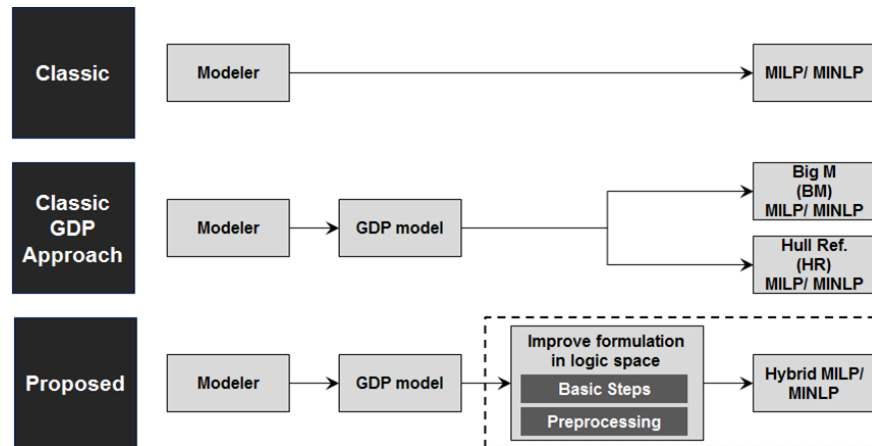 Classic
Modeler
MILP/ MINLP
Classic
GDP
Approach
Modeler
GDP model
Big M
(BM)
MILP/ MINLP
Hull Ref.
(HR)
MILP/ MINLP
Proposed
Modeler
GDP model
Improve formulation
in logic space
Basic Steps
Preprocessing
Hybrid MILP/
MINLP